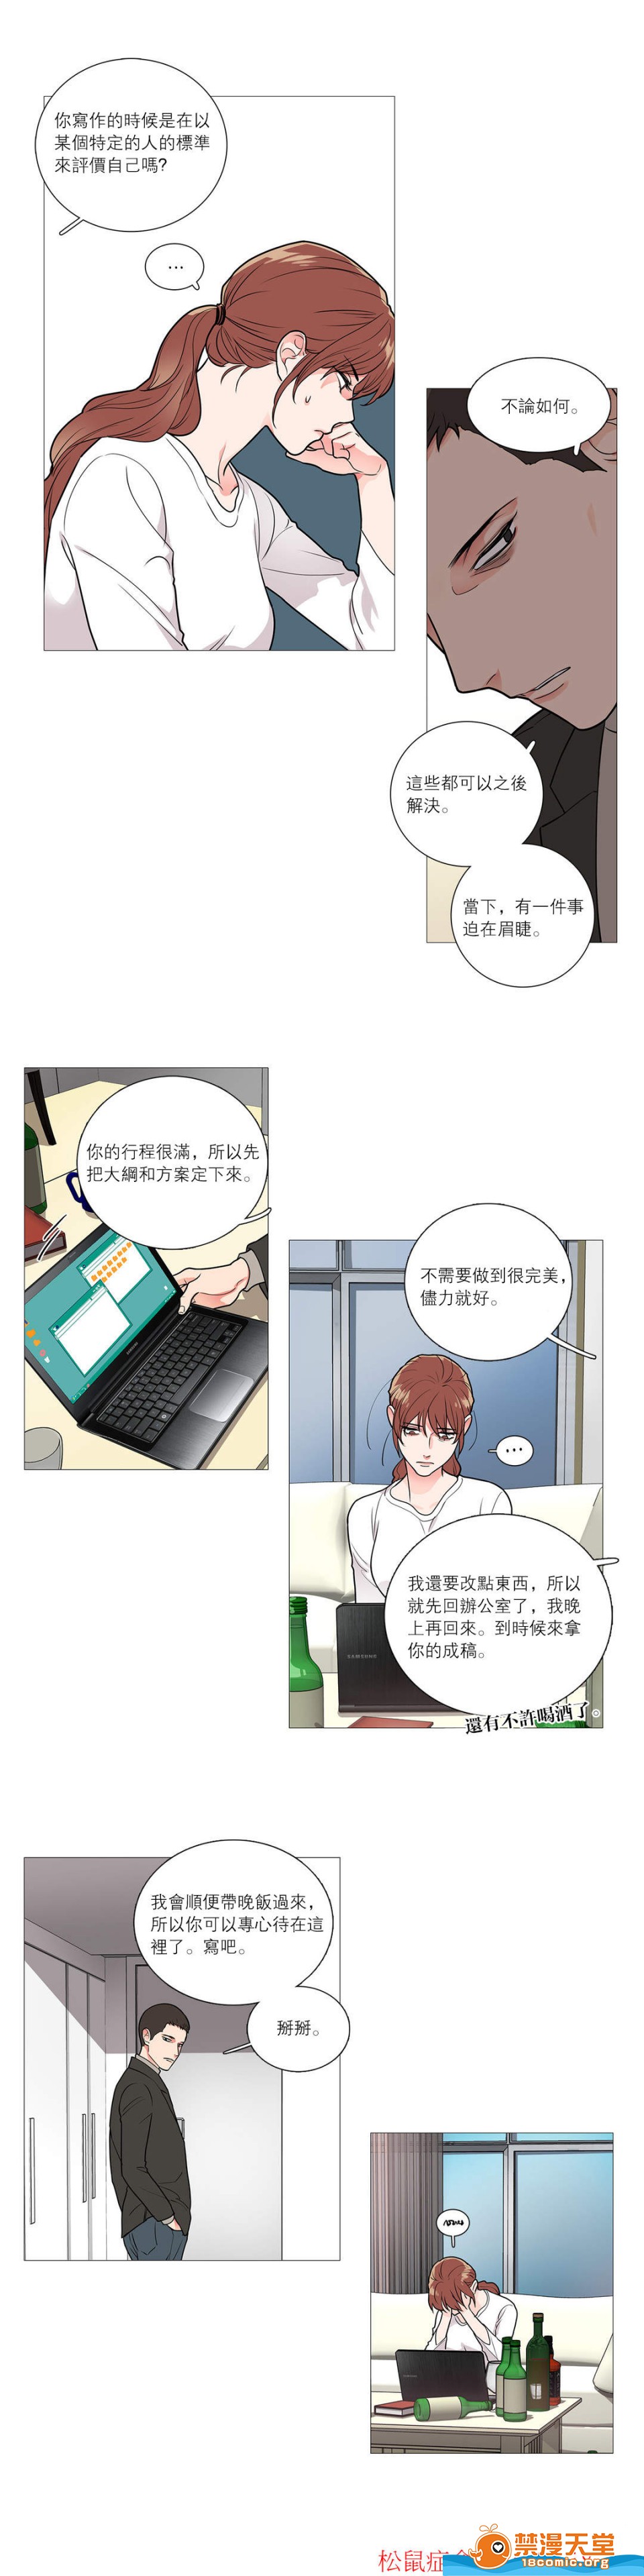 你寫作的時候是在以
某個特定的人的標準
來評價自己嗎?
...
不論如何。
這些都可以之後
解決。
當下，有一件事
迫在眉睫。
你的行程很滿，所以先
把大綱和方案定下來。
不需要做到很完美，
儘力就好。
...
我還要改點東西，所以
就先回辦公室了，我晚
上再回來。到時候來拿
你的成稿。
SAMSUNG
還有不許喝酒了。
我會順便帶晚飯過來，
所以你可以專心待在這
裡了。寫吧。
掰掰。
松鼠症
禁漫天堂
18comic.org